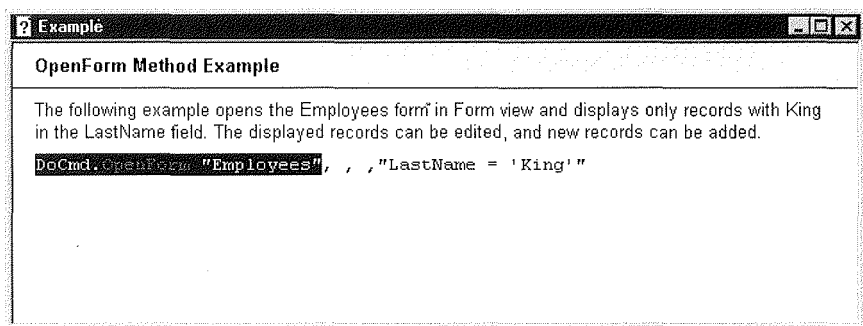 ? Example
OpenForm Method Example
The following example opens the Employees form in Form view and displays only records with King
in the LastName field. The displayed records can be edited, and new records can be added.
DoCmd.OpenForm "Employees", , ,"LastName = 'King'"